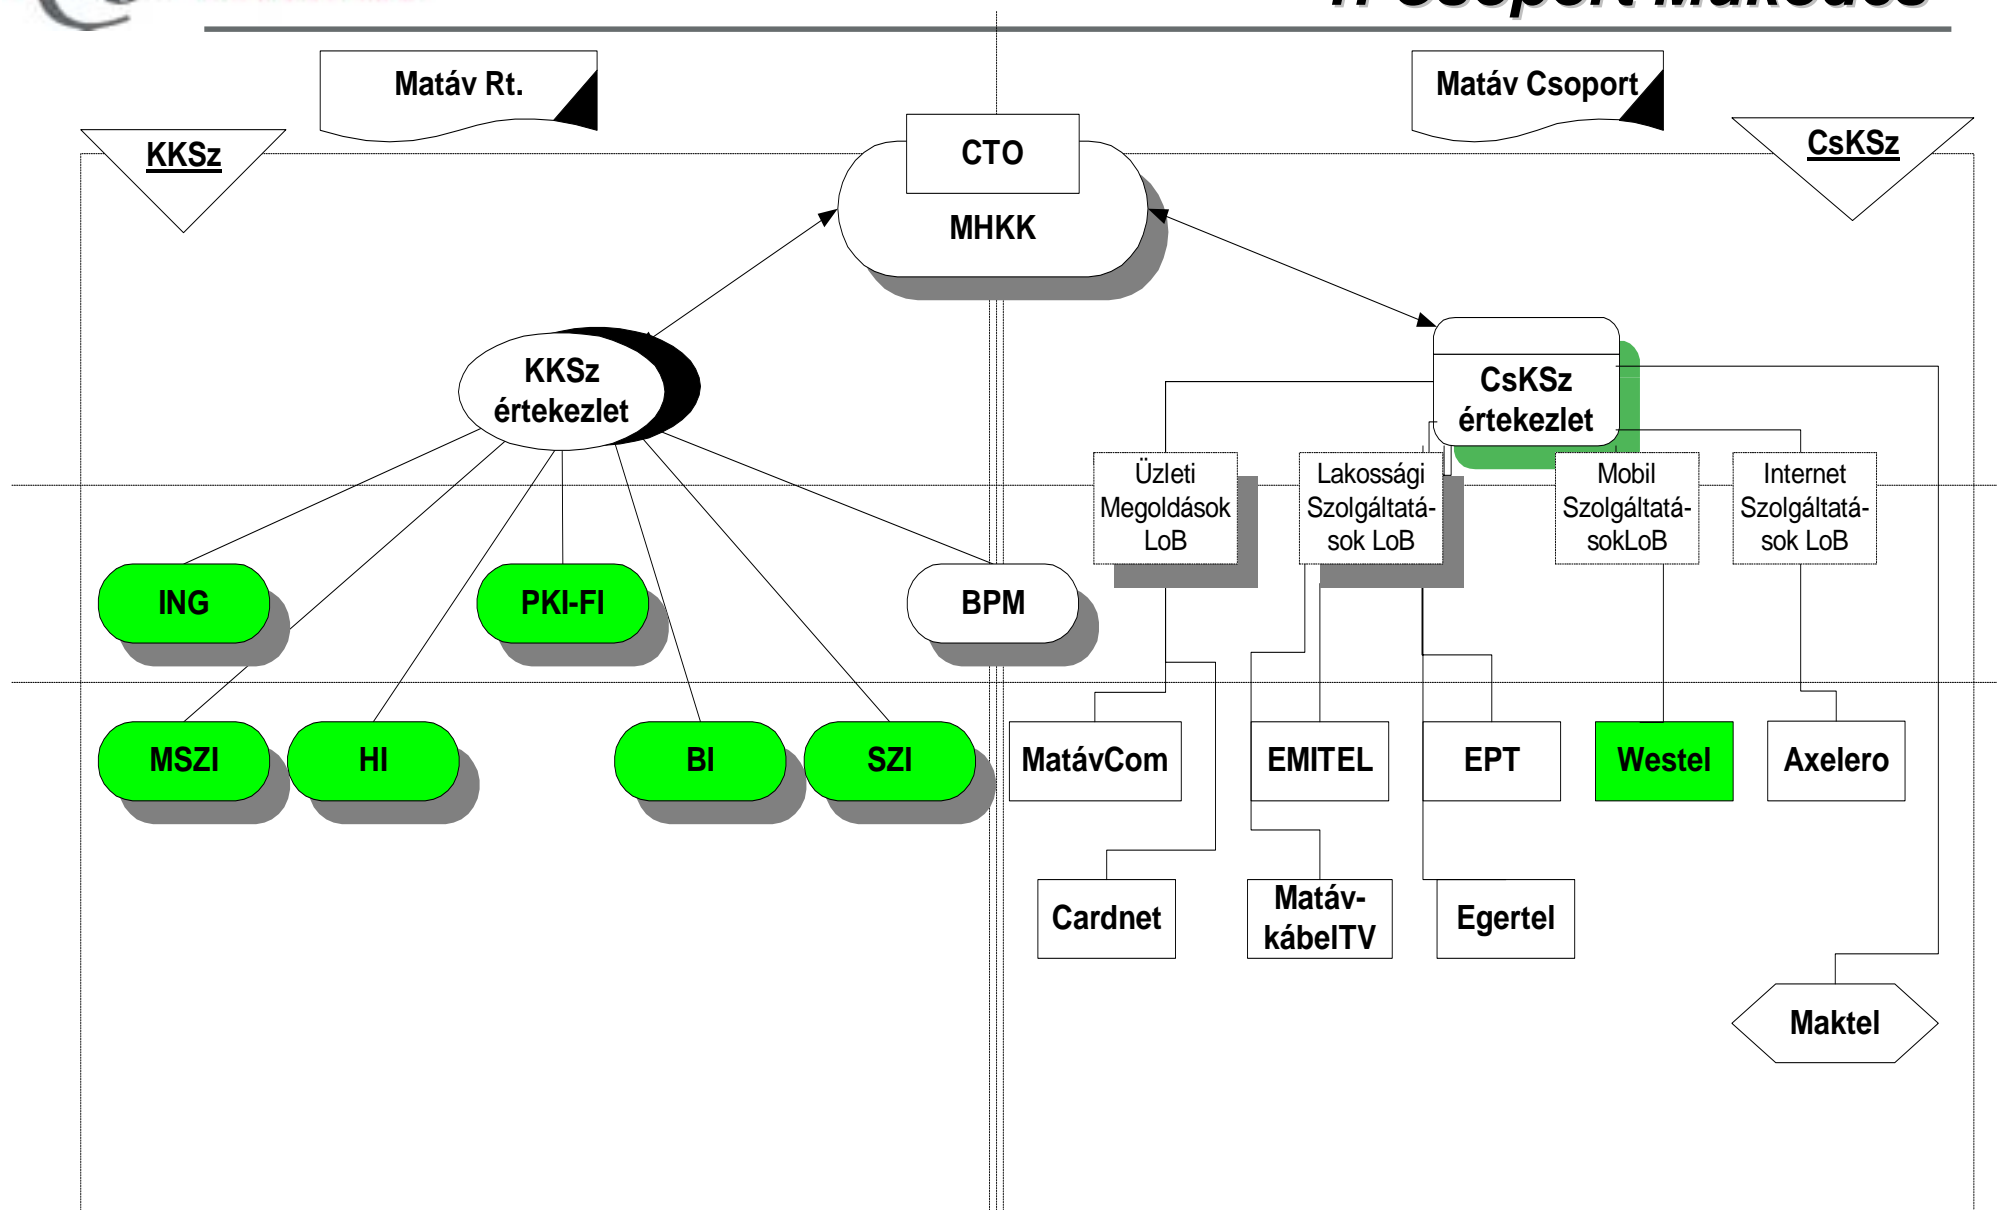 Csoport Működés
Matáv Rt.
Matáv Csoport
KKSz
CTO
CsKSz
MHKK
KKSz
értekezlet
CsKSz
értekezlet
Üzleti
Megoldások
LoB
Lakossági
Szolgáltatá-
sok LoB
Mobil
Szolgáltatá-
sokLoB
Internet
Szolgáltatá-
sok LoB
ING
PKI-FI
BPM
MSZI
HI
BI
SZI
MatávCom
EMITEL
EPT
Westel
Axelero
Cardnet
Matáv-
kábelTV
Egertel
Maktel